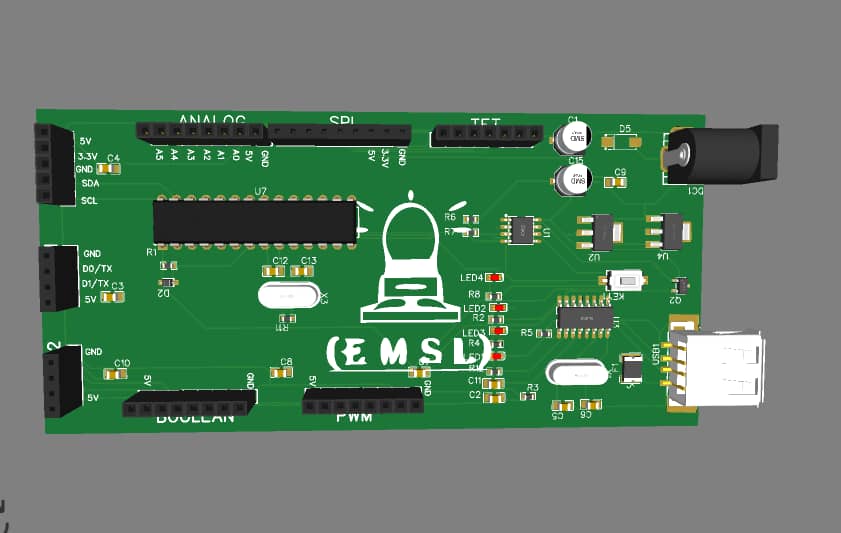 ANALOG
SPI
TFT
C1
D5
5V
3.3V
GND
SDA
SCL
C4
A5
A4
A3
A2
A1
A0
5V
GND
5V
3.3V
GND
C15
C9
DC1
U7
R6
R7
U1
U2
U4
R1
GND
D0/TX
D1/TX
5V
C3
D2
C12
C13
X3
R11
LED4
R8
LED2
R2
LED3
R4
KEY
Q2
R5
U3
USB1
2
GND
5V
C10
C8
(EMSL)
C11
C2
R3
C5
C6
5V
GND
BOOLEAN
5V
GND
PWM